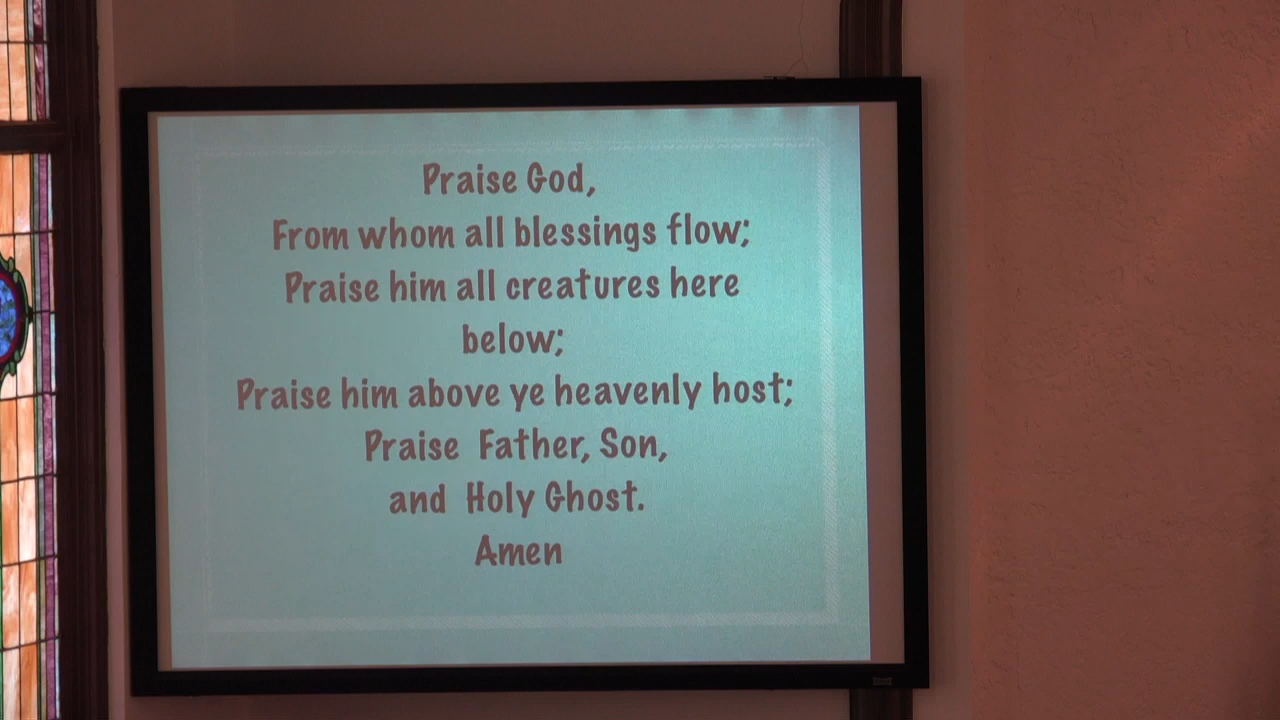 Praise God,
From whom all blessings flow;
Praise him all creatures here
below;
Praise him above ye heavenly host;
Praise  Father, Son,
and  Holy Ghost.
Amen